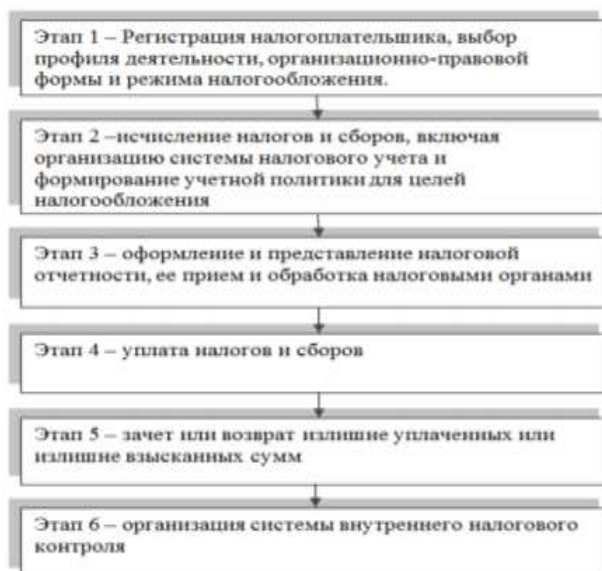 Этап 1 – Регистрация налогоплательшика, выбор
профиля деятельности, организационно-правовой
формы и режима налогообложения.
Этап 2 –исчисление налогов и сборов, включая
организацию системы налогового учета и
формирование учетной политики для целей
налогообложения
Этап 3 – оформление и представление налоговой
отчетности, ее прием и обработка налоговыми органами
Этап 4 – уплата налогов и сборов
Этап 5 – зачет или возврат излишне уплаченных или
излишне взысканных сумм
Этап 6 – организация системы внутреннего налогового
контроля